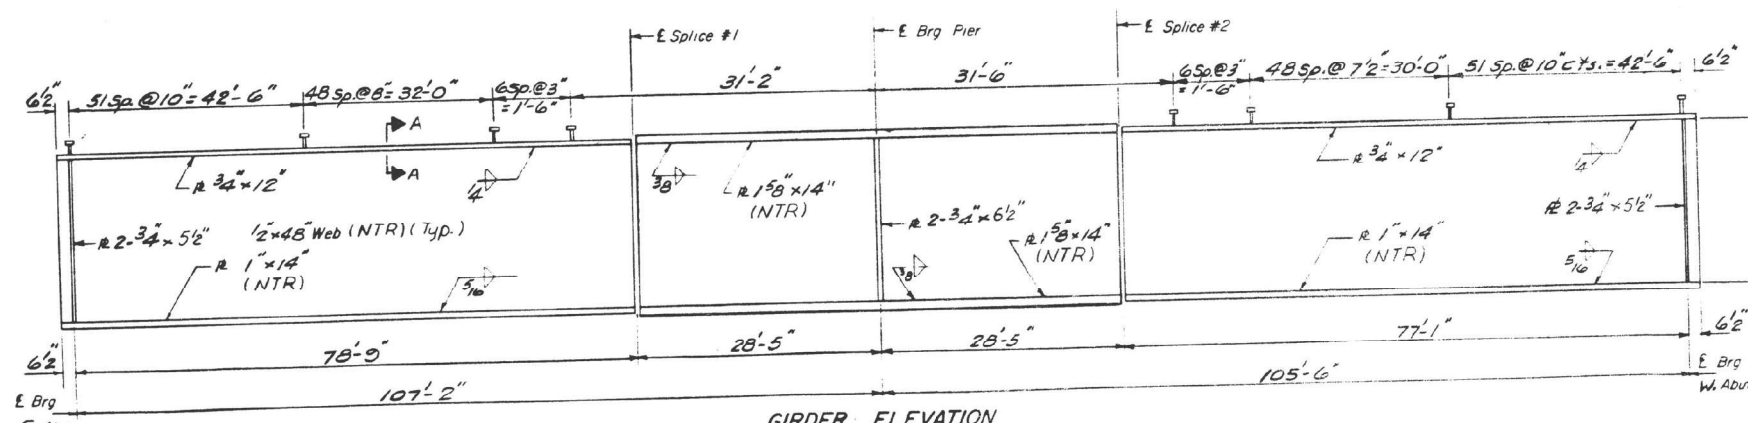 ℄ Splice #1
℄ Brg Pier
℄ Splice #2
6½"
51 Sp. @ 10" = 42'-6"
48 Sp. @ 8" = 32'-0"
6 Sp. @ 3"
= 1'-6"
31'-2"
31'-6"
6 Sp. @ 3"
= 1'-6"
48 Sp. @ 7½" = 30'-0"
51 Sp. @ 10" cts. = 42'-6"
6½"
A
A
℄ 3/4" x 12"
1/4
3/8
℄ 1 5/8" x 14"
(NTR)
℄ 3/4" x 12"
1/4
℄ 2-3/4" x 5½"
½" x 48" Web (NTR) (Typ.)
℄ 1" x 14"
(NTR)
5/16
℄ 2-3/4" x 6½"
3/8
℄ 1 5/8" x 14"
(NTR)
℄ 1" x 14"
(NTR)
5/16
℄ 2-3/4" x 5½"
6½"
78'-9"
28'-5"
28'-5"
77'-1"
6½"
107'-2"
105'-6"
℄ Brg
℄ Brg
W. Abu
GIRDER ELEVATION